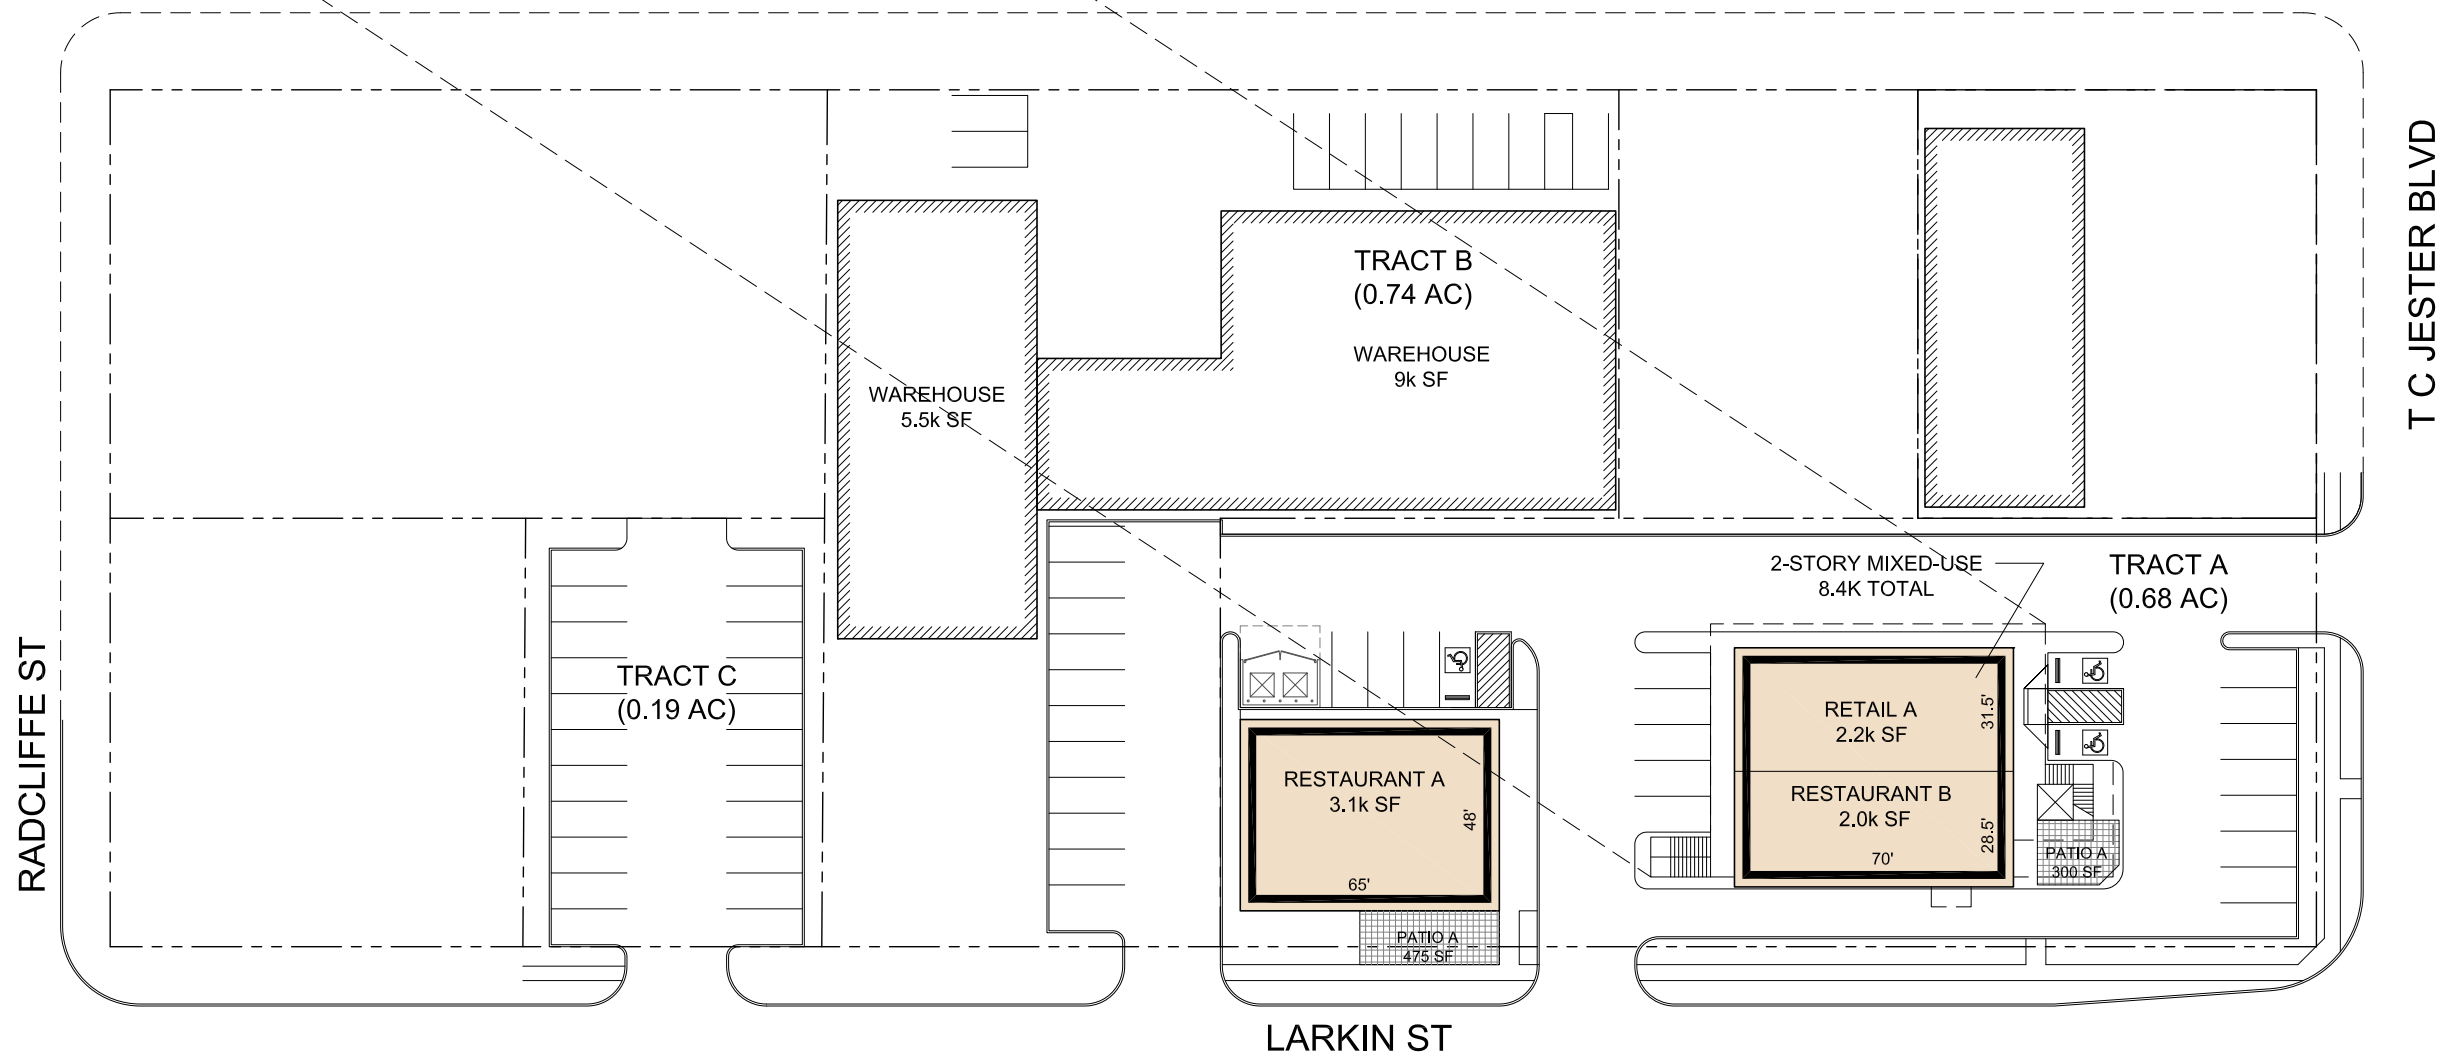 T C JESTER BLVD
TRACT B
(0.74 AC)
WAREHOUSE
9k SF
WAREHOUSE
5.5k SF
2-STORY MIXED-USE
8.4K TOTAL
TRACT A
(0.68 AC)
RADCLIFFE ST
TRACT C
(0.19 AC)
RESTAURANT A
3.1k SF
48'
65'
PATIO A
475 SF
RETAIL A
2.2k SF
31.5'
RESTAURANT B
2.0k SF
28.5'
70'
PATIO A
300 SF
LARKIN ST